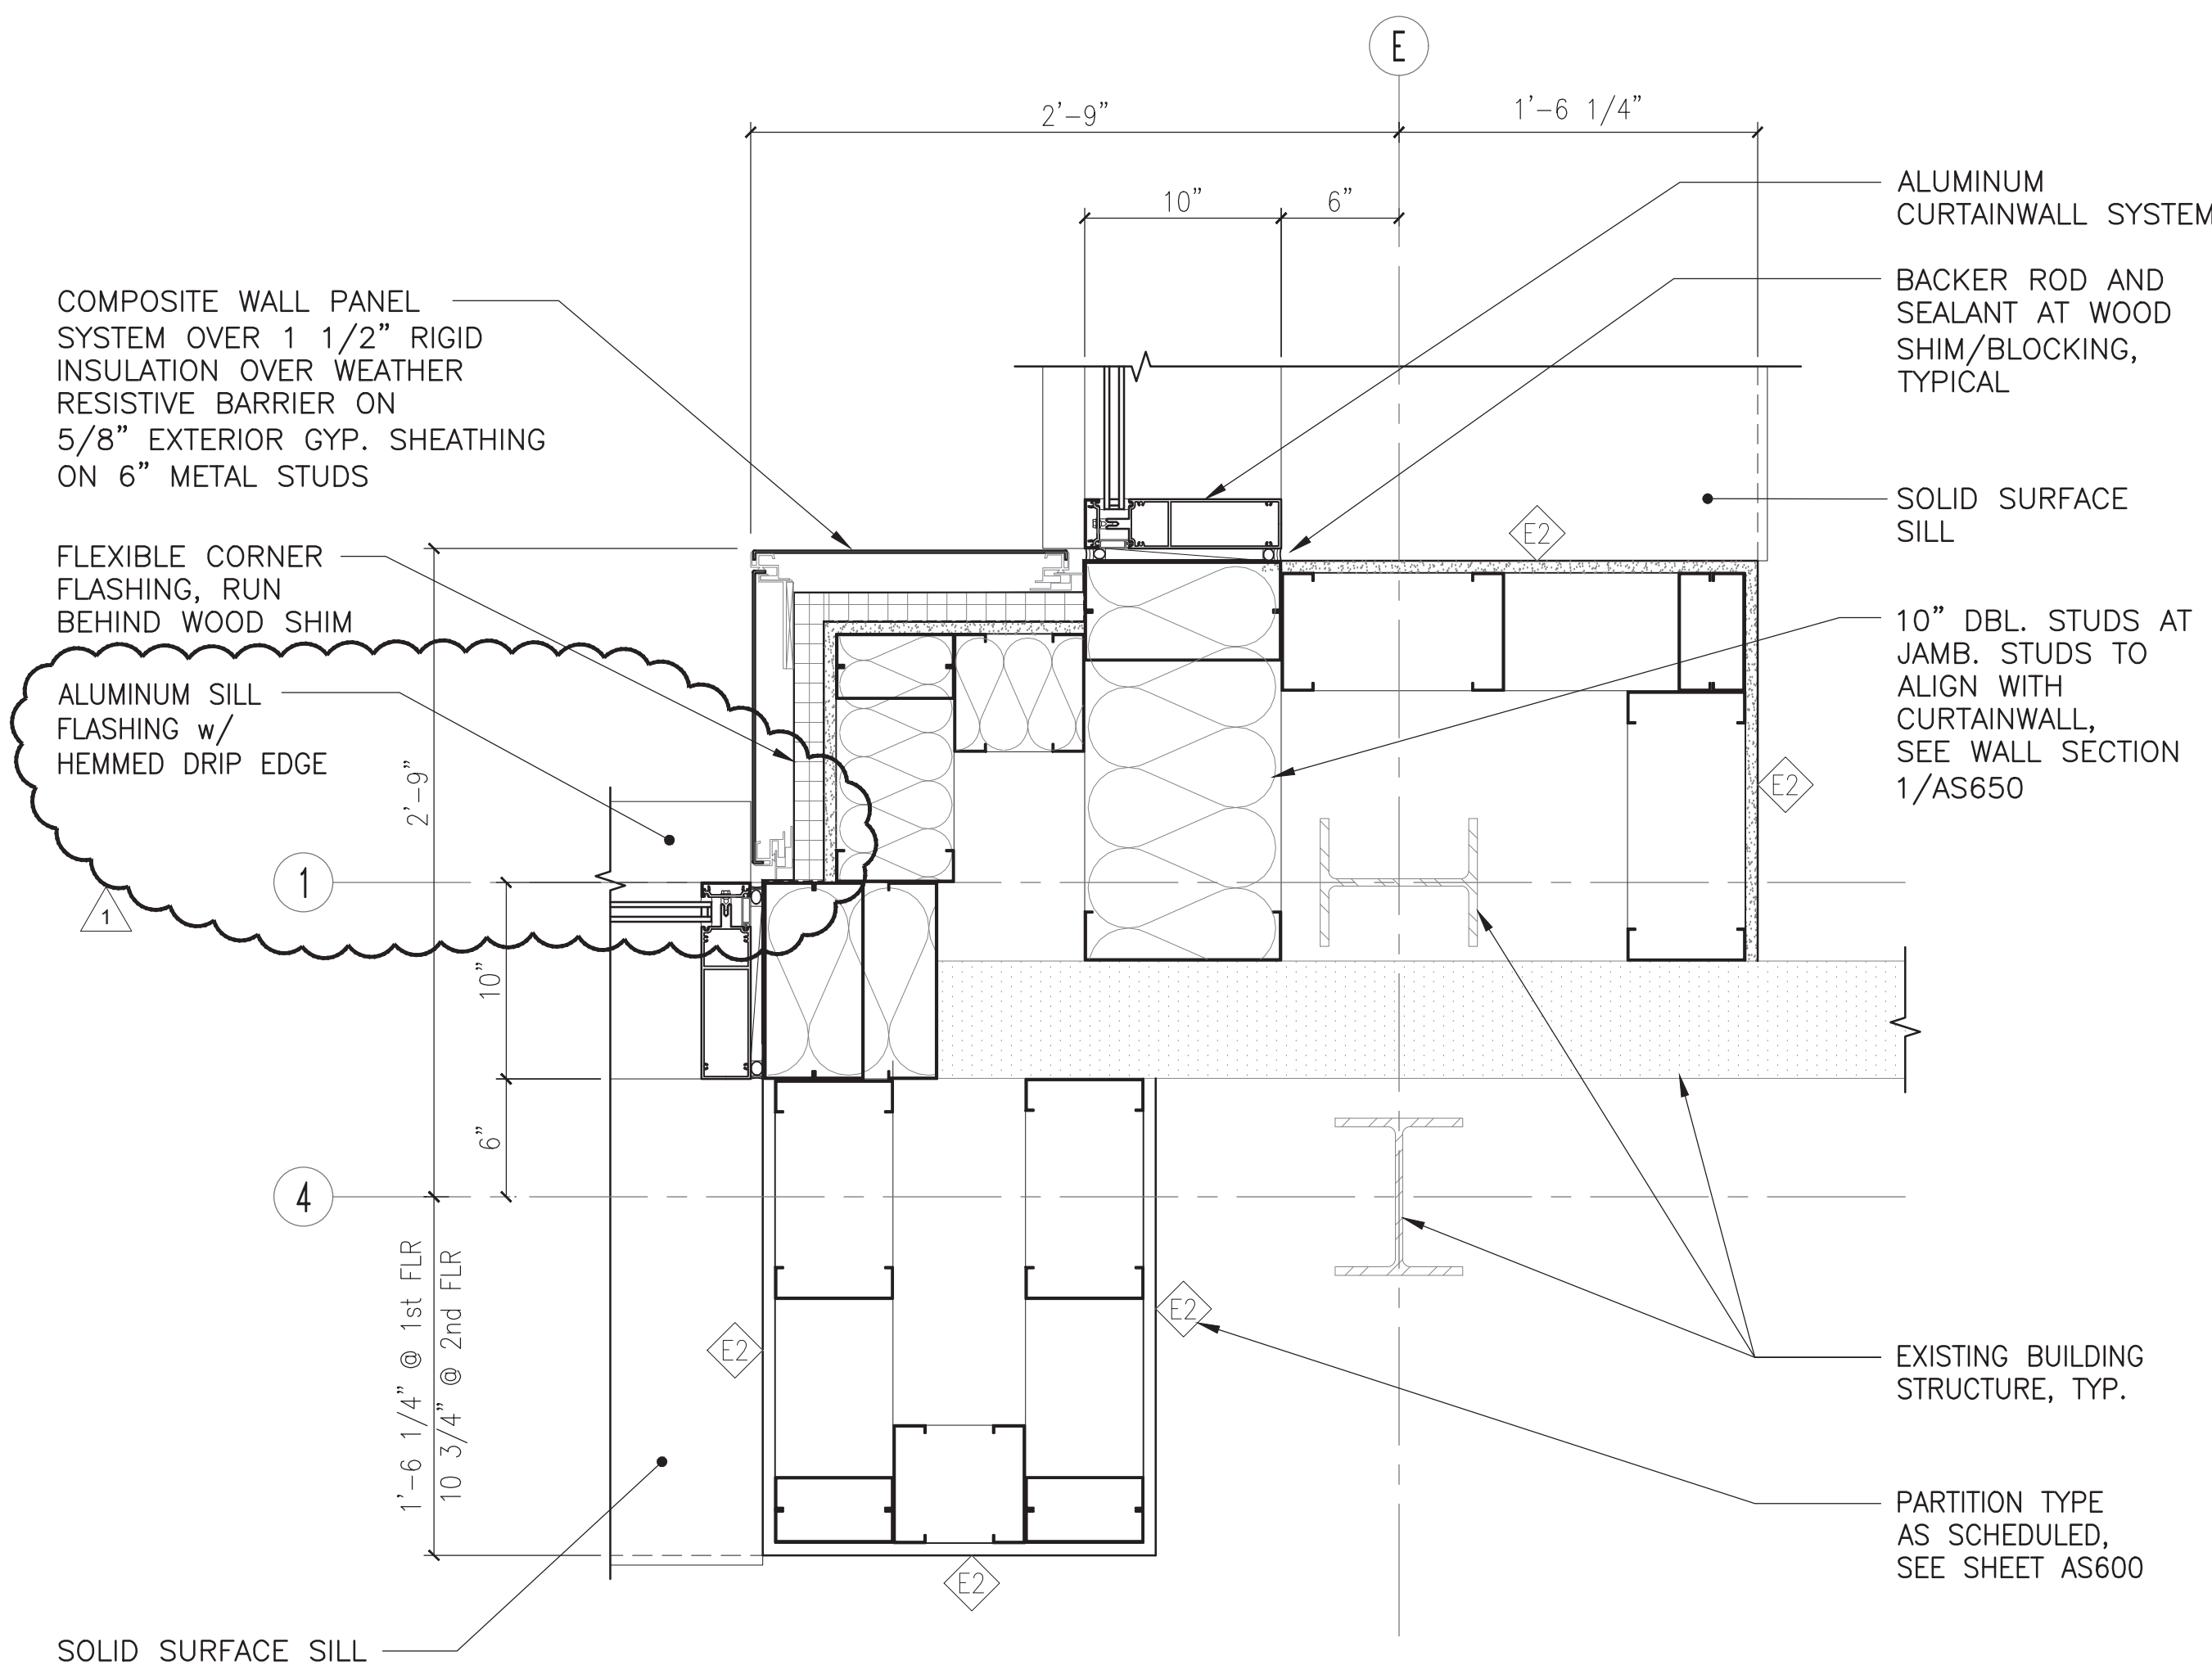 E
2'-9"
1'-6 1/4"
10"
6"
ALUMINUM
CURTAINWALL SYSTEM
BACKER ROD AND
SEALANT AT WOOD
SHIM/BLOCKING,
TYPICAL
SOLID SURFACE
SILL
10" DBL. STUDS AT
JAMB. STUDS TO
ALIGN WITH
CURTAINWALL,
SEE WALL SECTION
1/AS650
COMPOSITE WALL PANEL
SYSTEM OVER 1 1/2" RIGID
INSULATION OVER WEATHER
RESISTIVE BARRIER ON
5/8" EXTERIOR GYP. SHEATHING
ON 6" METAL STUDS
FLEXIBLE CORNER
FLASHING, RUN
BEHIND WOOD SHIM
ALUMINUM SILL
FLASHING w/
HEMMED DRIP EDGE
2'-9"
E2
E2
1
1
10"
6"
4
1'-6 1/4" @ 1st FLR
10 3/4" @ 2nd FLR
E2
E2
E2
EXISTING BUILDING
STRUCTURE, TYP.
PARTITION TYPE
AS SCHEDULED,
SEE SHEET AS600
SOLID SURFACE SILL